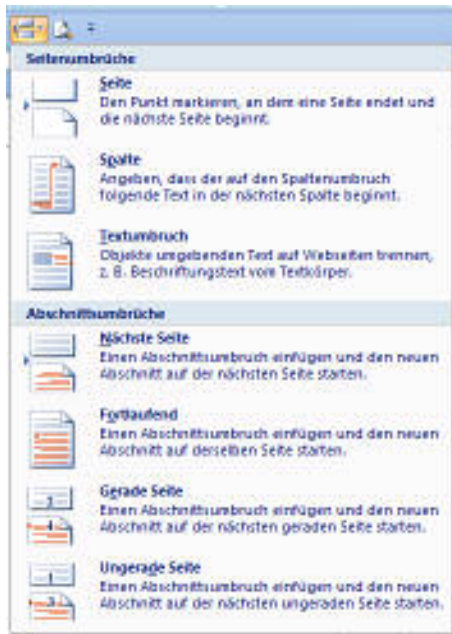 Seitenumbrüche
Seite
Den Punkt markieren, an dem eine Seite endet und
die nächste Seite beginnt.
Spalte
Angeben, dass der auf den Spaltenumbruch
folgende Text in der nächsten Spalte beginnt.
Textumbruch
Objekte umgebenden Text auf Webseiten trennen,
z. B. Beschriftungstext vom Textkörper.
Abschnittsumbrüche
Nächste Seite
Einen Abschnittsumbruch einfügen und den neuen
Abschnitt auf der nächsten Seite starten.
Fortlaufend
Einen Abschnittsumbruch einfügen und den neuen
Abschnitt auf derselben Seite starten.
Gerade Seite
2
Einen Abschnittsumbruch einfügen und den neuen
4
Abschnitt auf der nächsten geraden Seite starten.
Ungerade Seite
1
Einen Abschnittsumbruch einfügen und den neuen
3
Abschnitt auf der nächsten ungeraden Seite starten.